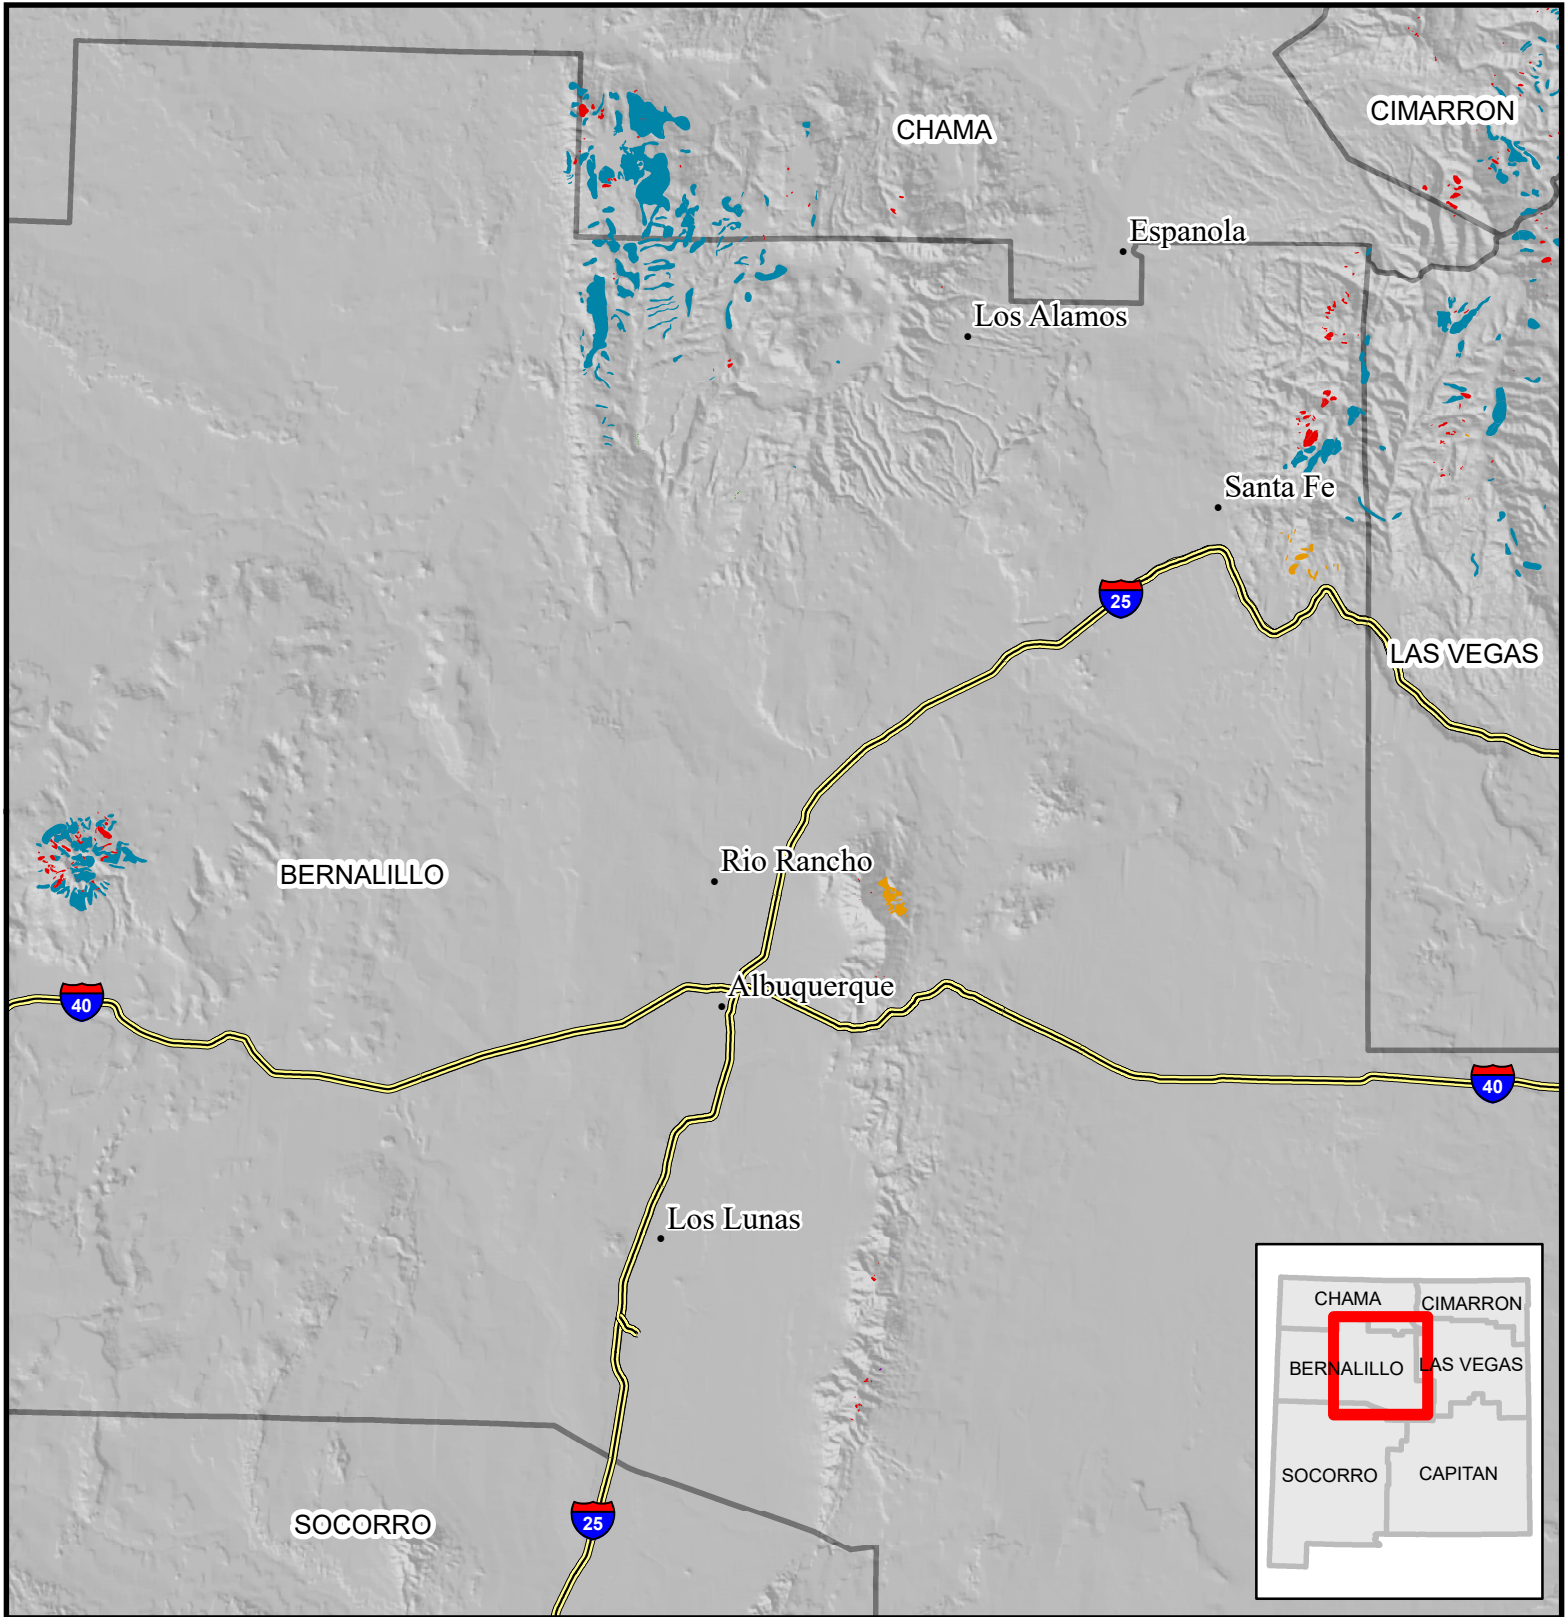 CIMARRON
CHAMA
Espanola
Los Alamos
Santa Fe
25
LAS VEGAS
Rio Rancho
BERNALILLO
Albuquerque
40
40
Los Lunas
CHAMA
CIMARRON
BERNALILLO
LAS VEGAS
SOCORRO
CAPITAN
SOCORRO
25